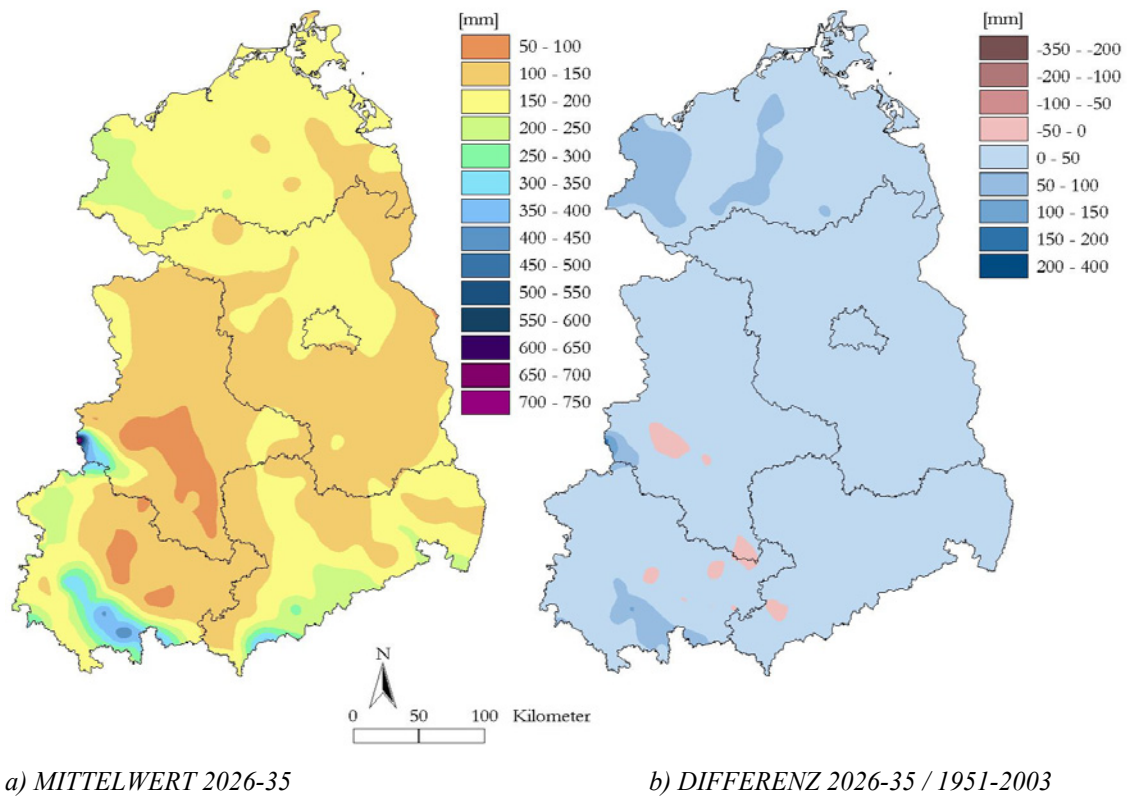 [mm]
50 - 100
100 - 150
150 - 200
200 - 250
250 - 300
300 - 350
350 - 400
400 - 450
450 - 500
500 - 550
550 - 600
600 - 650
650 - 700
700 - 750
[mm]
-350 - -200
-200 - -100
-100 - -50
-50 - 0
0 - 50
50 - 100
100 - 150
150 - 200
200 - 400
N
0 50 100 Kilometer
a) MITTELWERT 2026-35
b) DIFFERENZ 2026-35 / 1951-2003